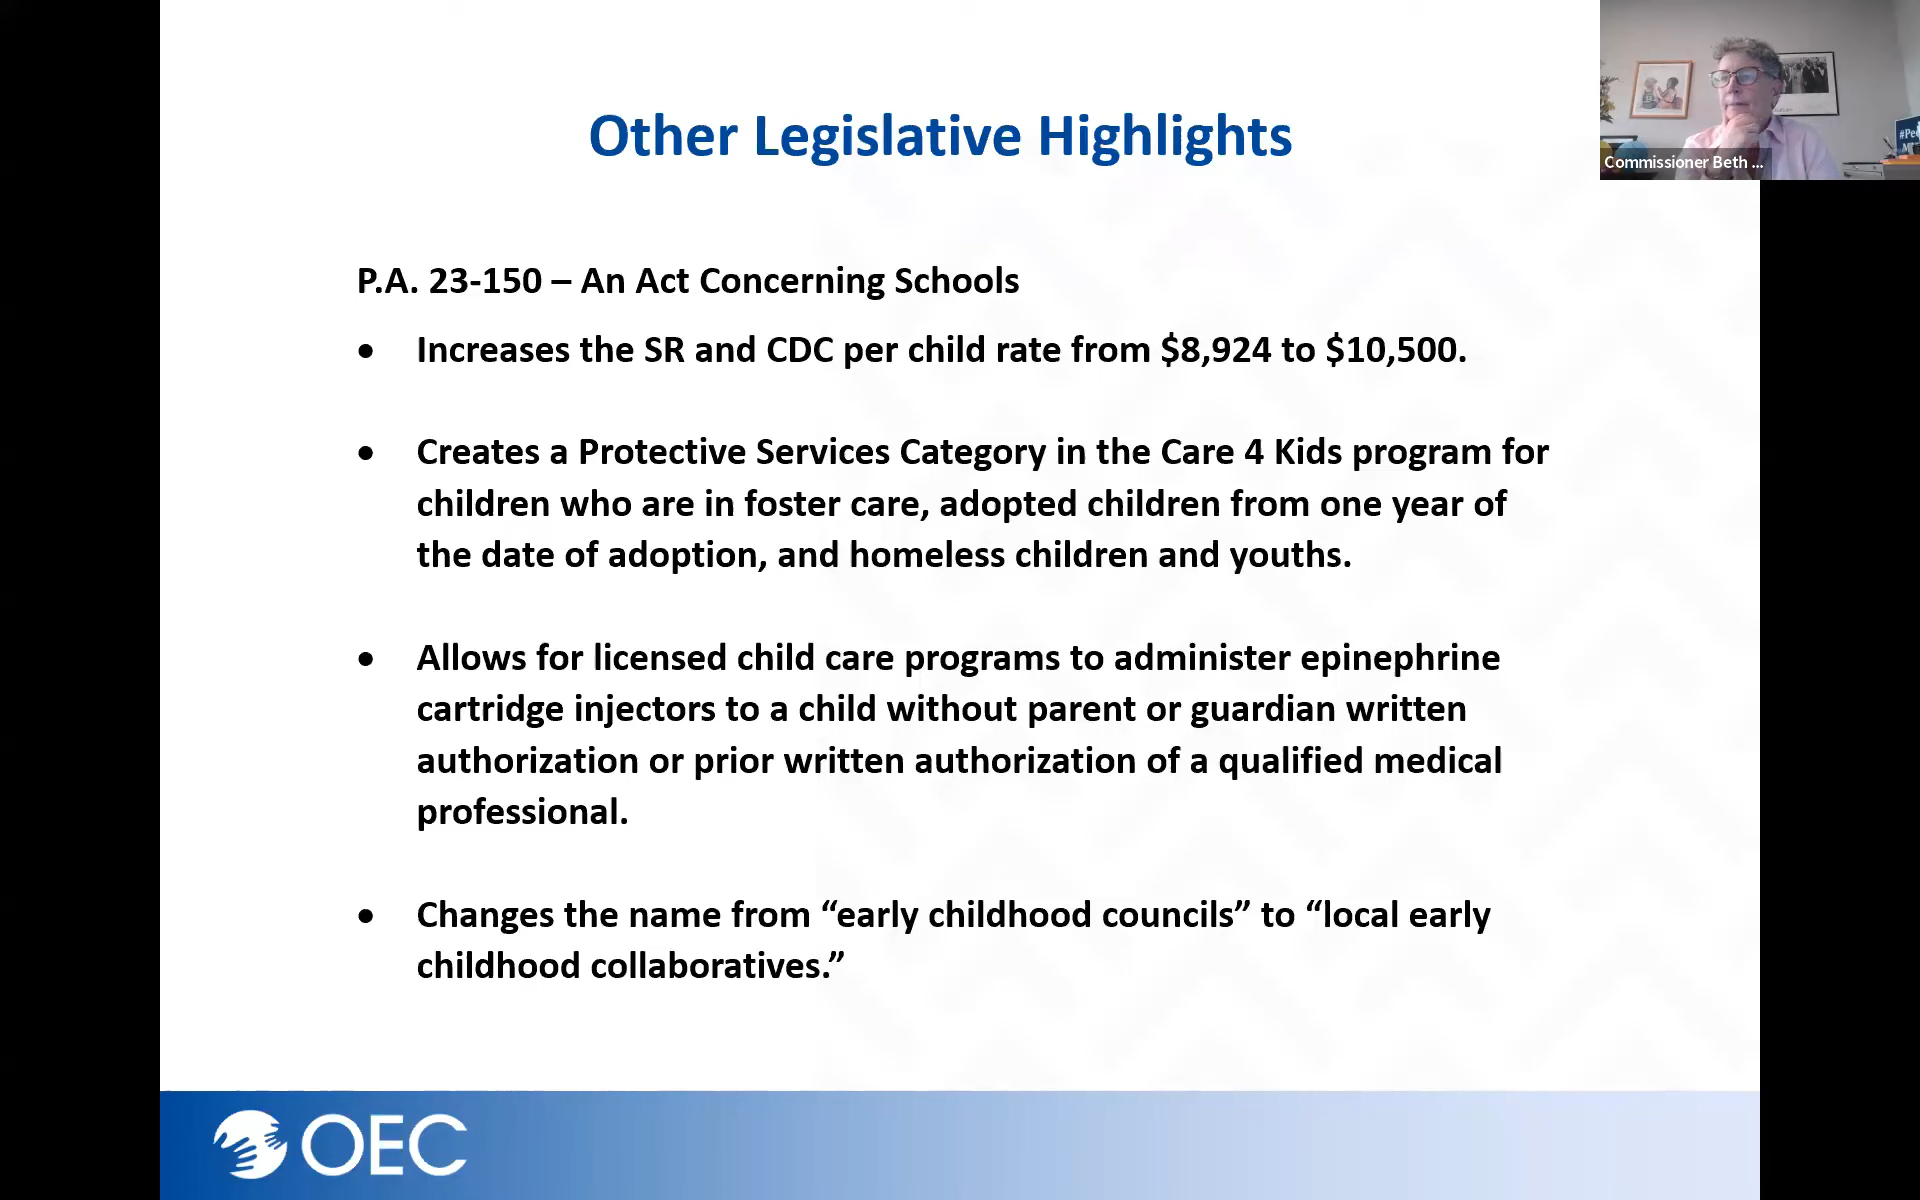 Other Legislative Highlights
Commissioner Beth ...
P.A. 23-150 – An Act Concerning Schools
• Increases the SR and CDC per child rate from $8,924 to $10,500.
• Creates a Protective Services Category in the Care 4 Kids program for
children who are in foster care, adopted children from one year of
the date of adoption, and homeless children and youths.
• Allows for licensed child care programs to administer epinephrine
cartridge injectors to a child without parent or guardian written
authorization or prior written authorization of a qualified medical
professional.
• Changes the name from “early childhood councils” to “local early
childhood collaboratives.”
OEC